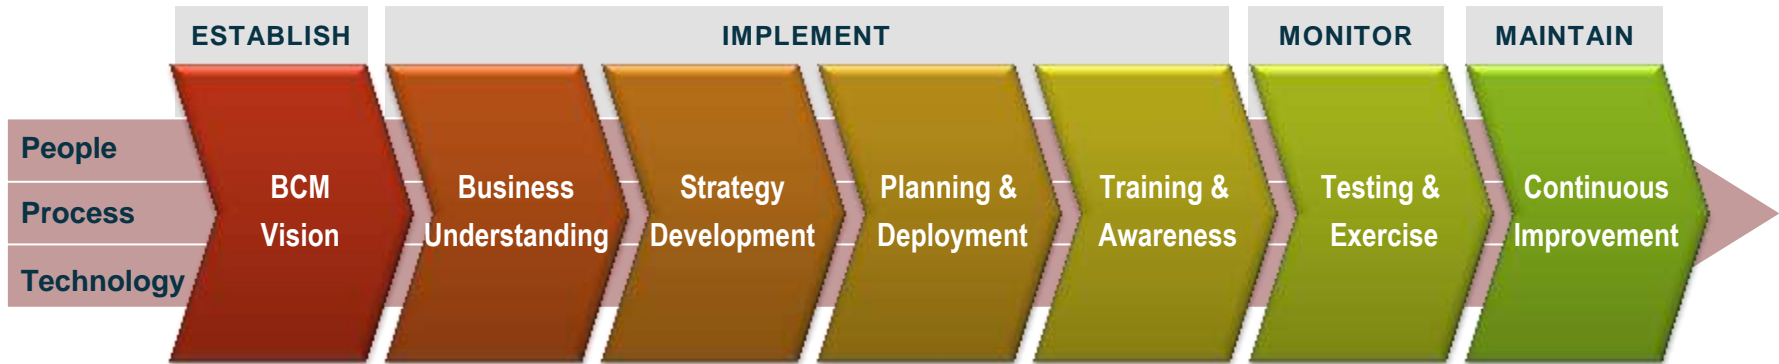 ESTABLISH
IMPLEMENT
MONITOR
MAINTAIN
People
Process
Technology
BCM
Vision
Business
Understanding
Strategy
Development
Planning &
Deployment
Training &
Awareness
Testing &
Exercise
Continuous
Improvement